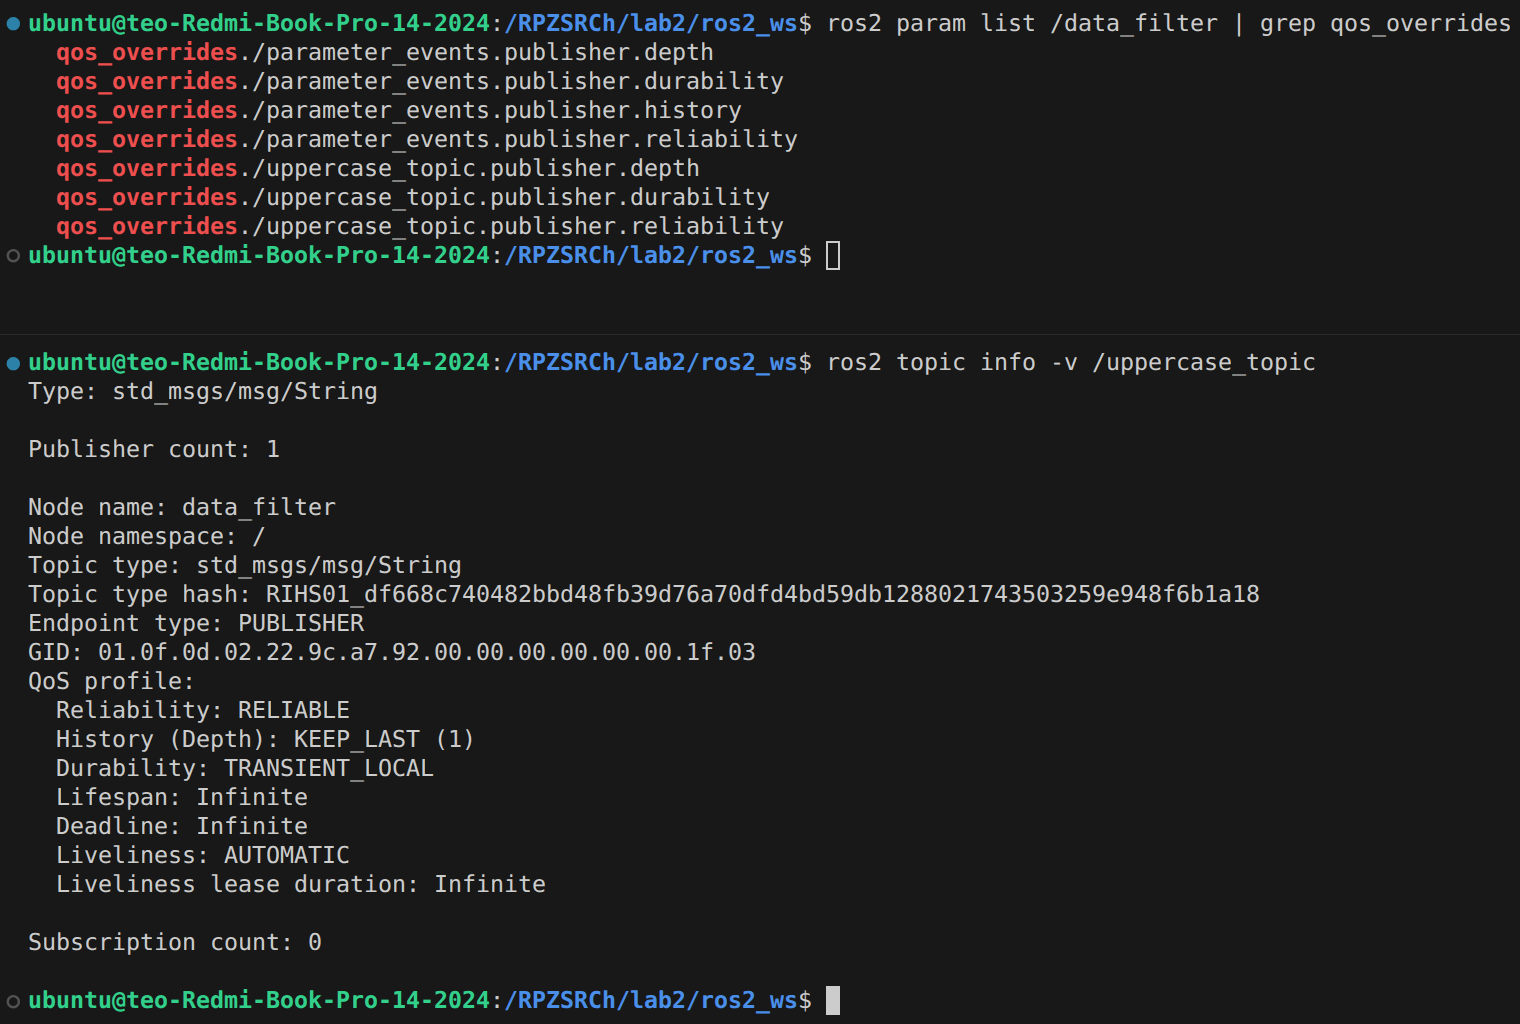 ubuntu@teo-Redmi-Book-Pro-14-2024:/RPZSRCh/lab2/ros2_ws$ ros2 param list /data_filter | grep qos_overrides
qos_overrides./parameter_events.publisher.depth
qos_overrides./parameter_events.publisher.durability
qos_overrides./parameter_events.publisher.history
qos_overrides./parameter_events.publisher.reliability
qos_overrides./uppercase_topic.publisher.depth
qos_overrides./uppercase_topic.publisher.durability
qos_overrides./uppercase_topic.publisher.reliability
ubuntu@teo-Redmi-Book-Pro-14-2024:/RPZSRCh/lab2/ros2_ws$
ubuntu@teo-Redmi-Book-Pro-14-2024:/RPZSRCh/lab2/ros2_ws$ ros2 topic info -v /uppercase_topic
Type: std_msgs/msg/String
Publisher count: 1
Node name: data_filter
Node namespace: /
Topic type: std_msgs/msg/String
Topic type hash: RIHS01_df668c740482bbd48fb39d76a70dfd4bd59db1288021743503259e948f6b1a18
Endpoint type: PUBLISHER
GID: 01.0f.0d.02.22.9c.a7.92.00.00.00.00.00.00.1f.03
QoS profile:
Reliability: RELIABLE
History (Depth): KEEP_LAST (1)
Durability: TRANSIENT_LOCAL
Lifespan: Infinite
Deadline: Infinite
Liveliness: AUTOMATIC
Liveliness lease duration: Infinite
Subscription count: 0
ubuntu@teo-Redmi-Book-Pro-14-2024:/RPZSRCh/lab2/ros2_ws$